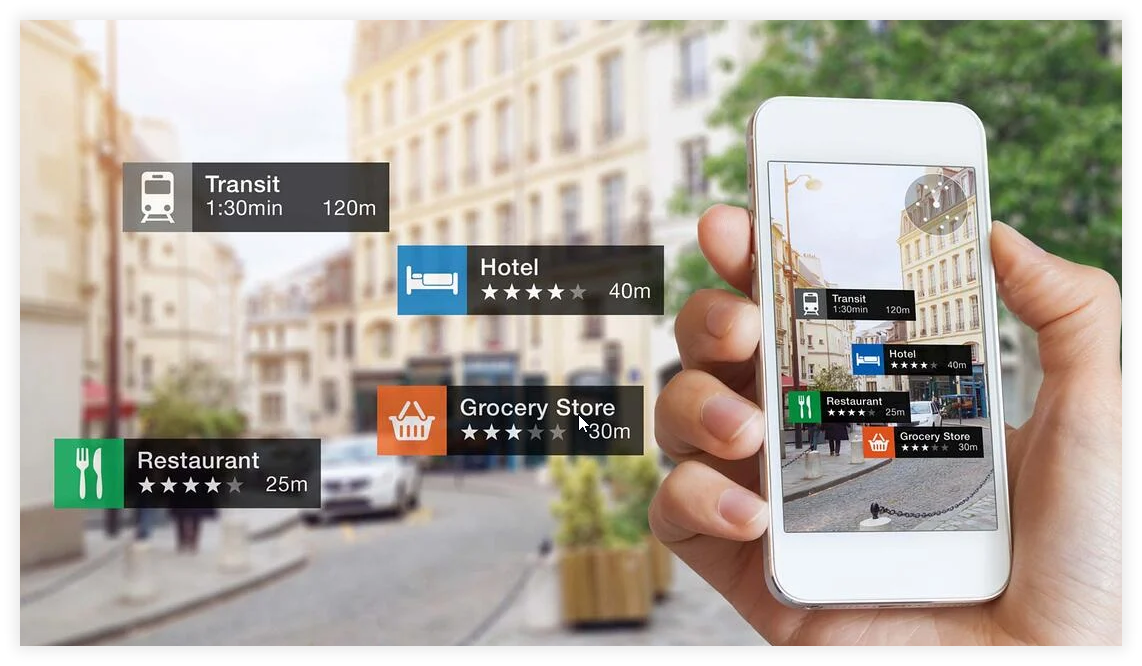 Transit
1:30min 120m
Hotel
★★★★★ 40m
Grocery Store
★★★★★ 30m
Restaurant
★★★★★ 25m
Transit
1:30min 120m
Hotel
★★★★★ 40m
Restaurant
★★★★★ 25m
Grocery Store
★★★★★ 30m